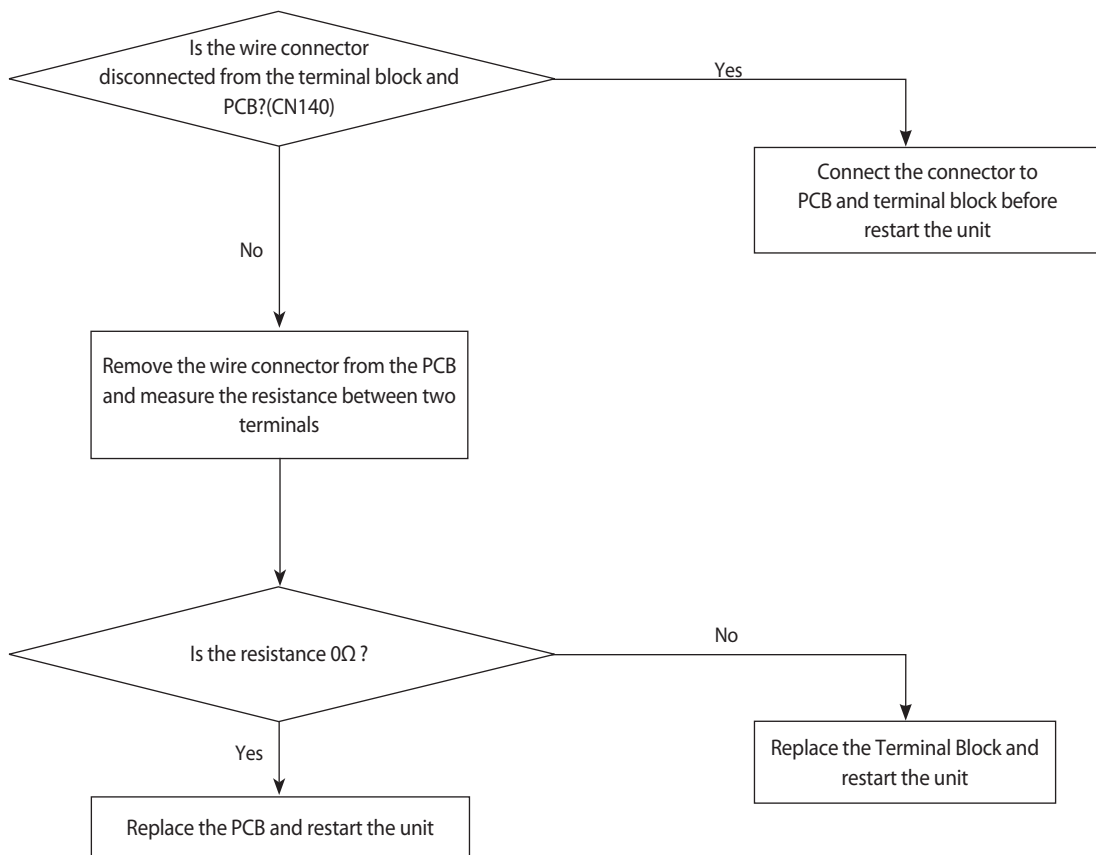 Is the wire connector
disconnected from the terminal block and
PCB?(CN140)
Yes
Connect the connector to
PCB and terminal block before
restart the unit
No
Remove the wire connector from the PCB
and measure the resistance between two
terminals
Is the resistance 0Ω ?
No
Yes
Replace the Terminal Block and
restart the unit
Replace the PCB and restart the unit